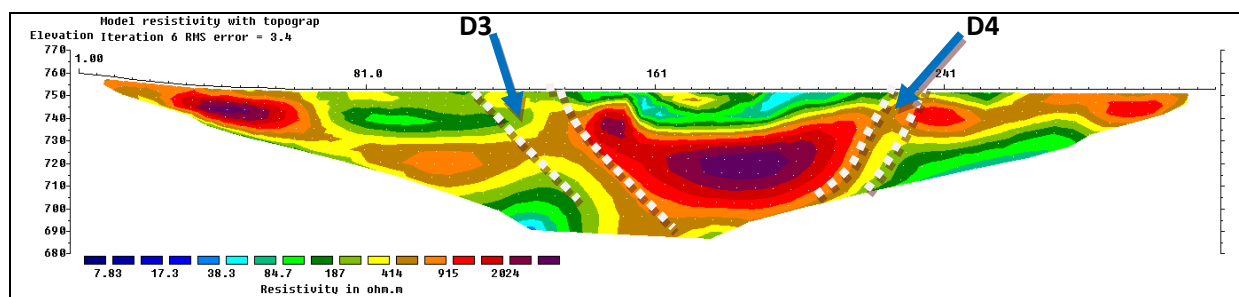 Model resistivity with topograp
Elevation Iteration 6 RMS error = 3.4
D3
D4
770
760
750
740
730
720
710
700
690
680
1.00
81.0
161
241
7.83 17.3 38.3 84.7 187 414 915 2024
Resistivity in ohm.m